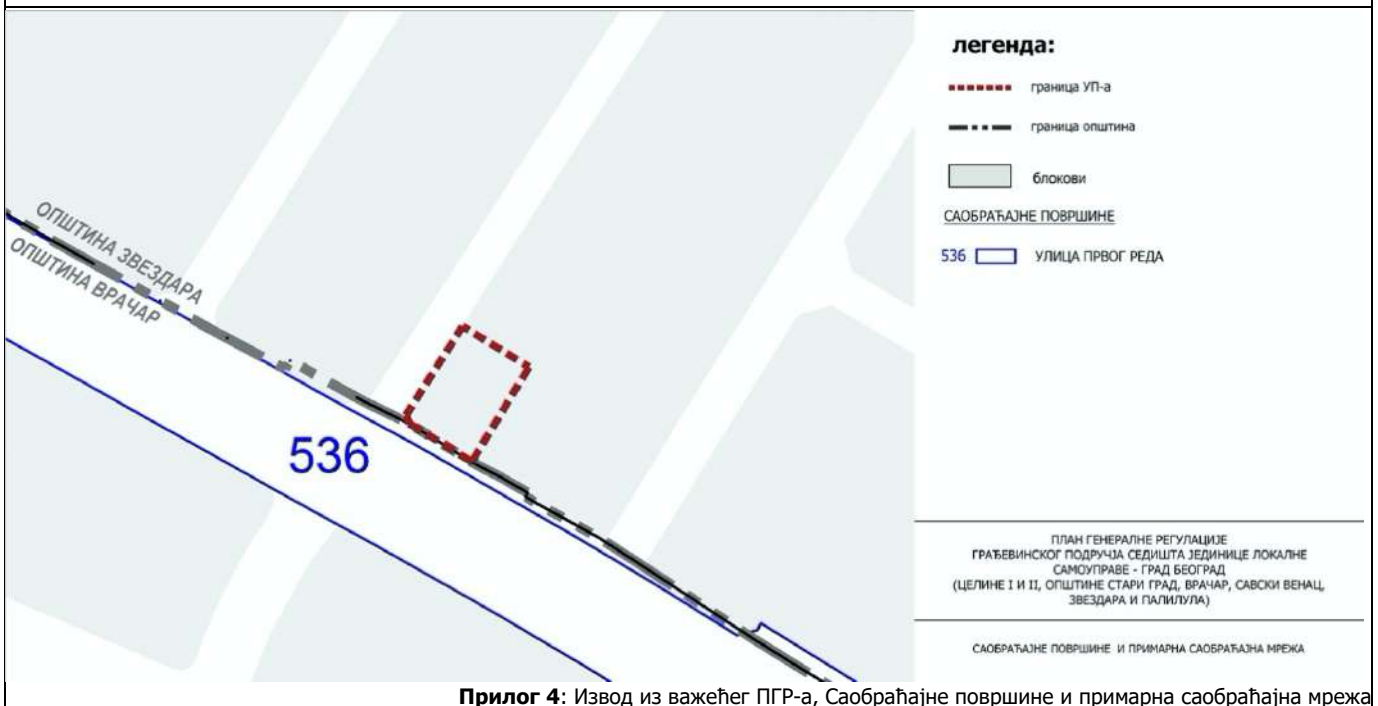 ОПШТИНА ЗВЕЗДАРА
ОПШТИНА ВРАЧАР
536
легенда:
граница УП-а
граница општина
блокови
САОБРАЋАЈНЕ ПОВРШИНЕ
536 УЛИЦА ПРВОГ РЕДА
ПЛАН ГЕНЕРАЛНЕ РЕГУЛАЦИЈЕ
ГРАЂЕВИНСКОГ ПОДРУЧЈА СЕДИШТА ЈЕДИНИЦЕ ЛОКАЛНЕ
САМОУПРАВЕ - ГРАД БЕОГРАД
(ЦЕЛИНЕ I И II, ОПШТИНЕ СТАРИ ГРАД, ВРАЧАР, САВСКИ ВЕНАЦ,
ЗВЕЗДАРА И ПАЛИЛУЛА)
САОБРАЋАЈНЕ ПОВРШИНЕ И ПРИМАРНА САОБРАЋАЈНА МРЕЖА
Прилог 4: Извод из важећег ПГР-а, Саобраћајне површине и примарна саобраћајна мрежа